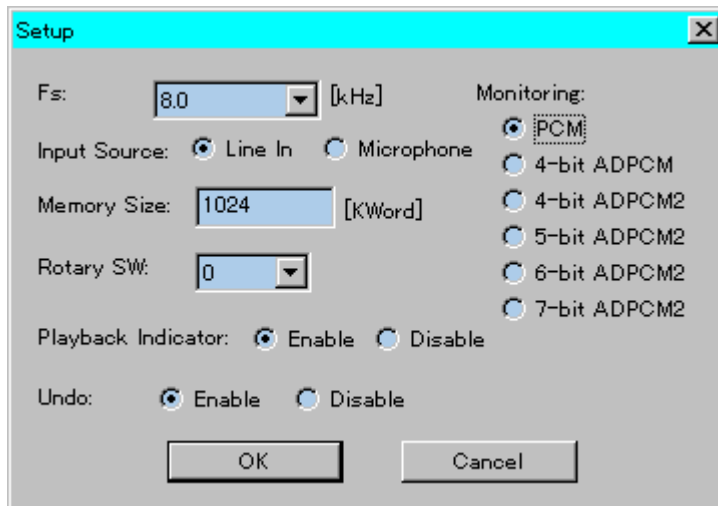 Setup
Fs: 8.0 [kHz]
Input Source: Line In Microphone
Memory Size: 1024 [KWord]
Rotary SW: 0
Playback Indicator: Enable Disable
Undo: Enable Disable
Monitoring:
PCM
4-bit ADPCM
4-bit ADPCM2
5-bit ADPCM2
6-bit ADPCM2
7-bit ADPCM2
OK Cancel